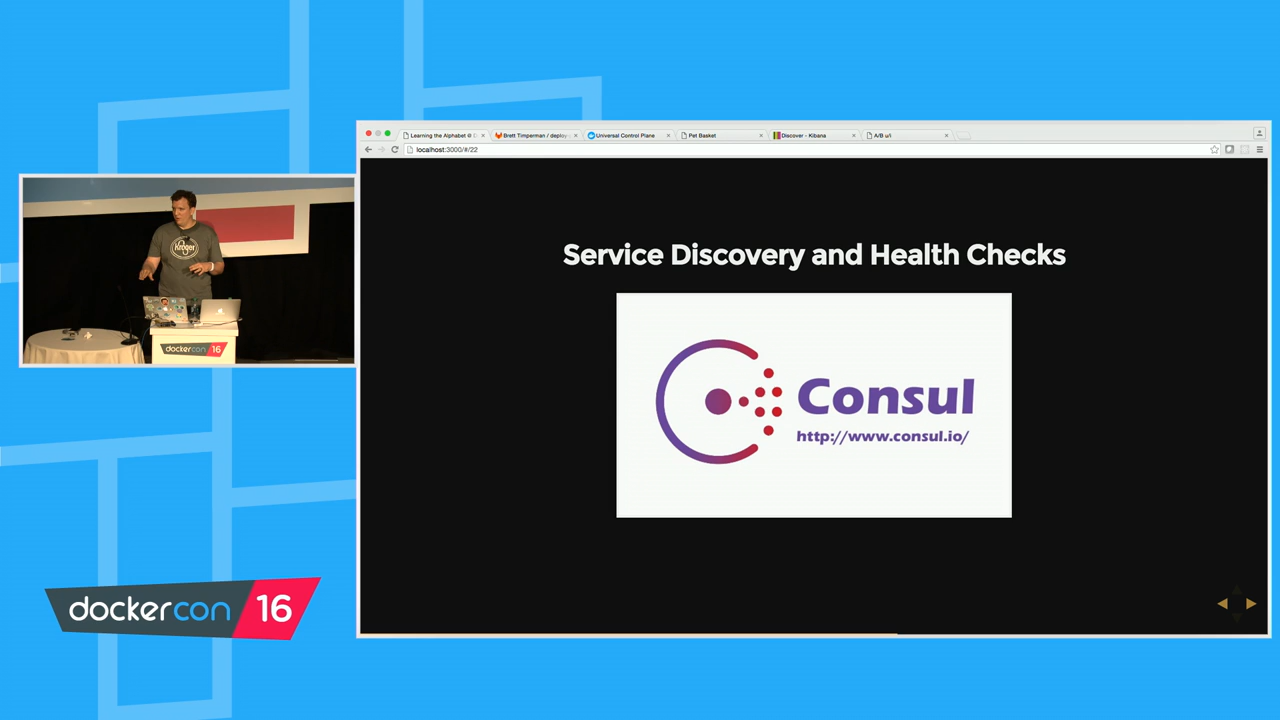 Learning the Alphabet @ D
Brett Timperman / deploy-
Universal Control Plane
Pet Basket
Discover - Kibana
A/B u/i
localhost:3000/#/22
Service Discovery and Health Checks
Consul
http://www.consul.io/
Kroger
dockercon 16
dockercon 16